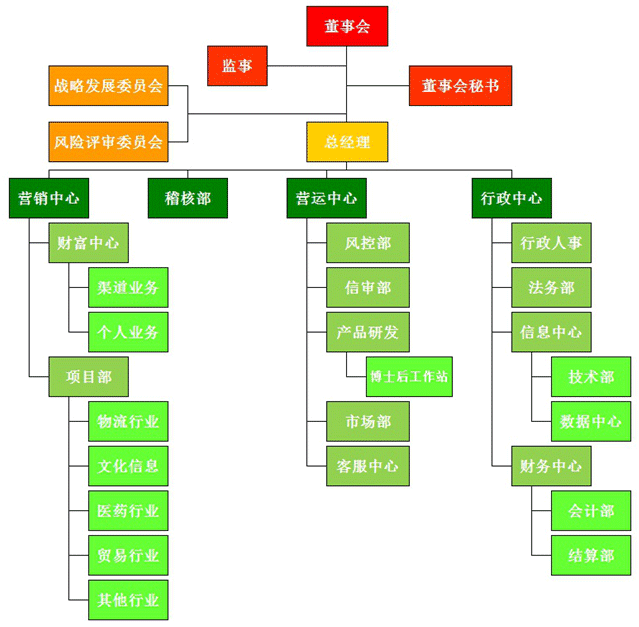 董事会
监事
战略发展委员会
董事会秘书
风险评审委员会
总经理
营销中心
稽核部
营运中心
行政中心
财富中心
渠道业务
个人业务
项目部
物流行业
文化信息
医药行业
贸易行业
其他行业
风控部
信审部
产品研发
博士后工作站
市场部
客服中心
行政人事
法务部
信息中心
技术部
数据中心
财务中心
会计部
结算部